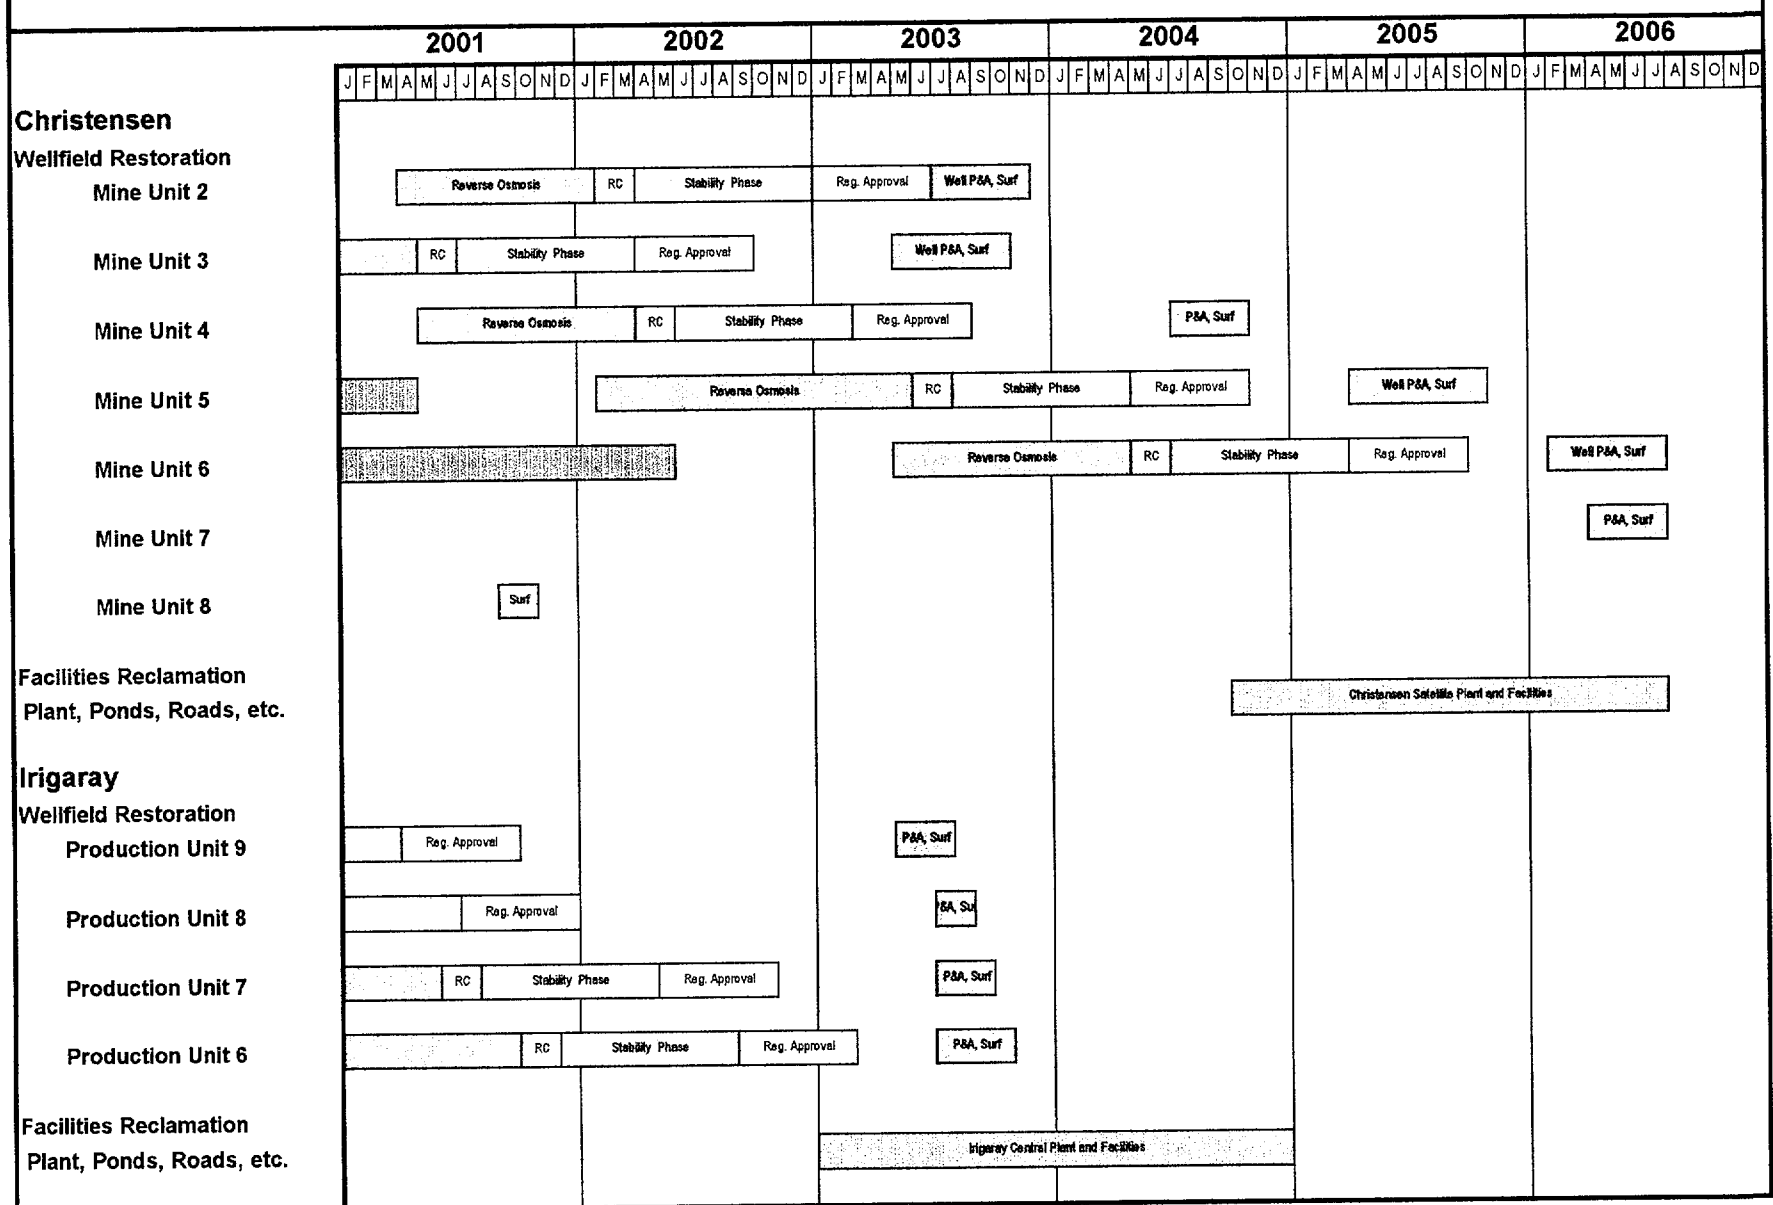 2001 2002 2003 2004 2005 2006
J F M A M J J A S O N D J F M A M J J A S O N D J F M A M J J A S O N D J F M A M J J A S O N D J F M A M J J A S O N D J F M A M J J A S O N D
Christensen
Wellfield Restoration
Mine Unit 2 Reverse Osmosis RC Stability Phase Reg. Approval Well P&A, Surf
Mine Unit 3 RC Stability Phase Reg. Approval Well P&A, Surf
Mine Unit 4 Reverse Osmosis RC Stability Phase Reg. Approval P&A, Surf
Mine Unit 5 Reverse Osmosis RC Stability Phase Reg. Approval Well P&A, Surf
Mine Unit 6 Reverse Osmosis RC Stability Phase Reg. Approval Well P&A, Surf
Mine Unit 7 P&A, Surf
Mine Unit 8 Surf
Facilities Reclamation
Plant, Ponds, Roads, etc. Christensen Satellite Plant and Facilities
Irigaray
Wellfield Restoration
Production Unit 9 Reg. Approval P&A, Surf
Production Unit 8 Reg. Approval P&A, Su
Production Unit 7 RC Stability Phase Reg. Approval P&A, Surf
Production Unit 6 RC Stability Phase Reg. Approval P&A, Surf
Facilities Reclamation
Plant, Ponds, Roads, etc. Irigaray Central Plant and Facilities